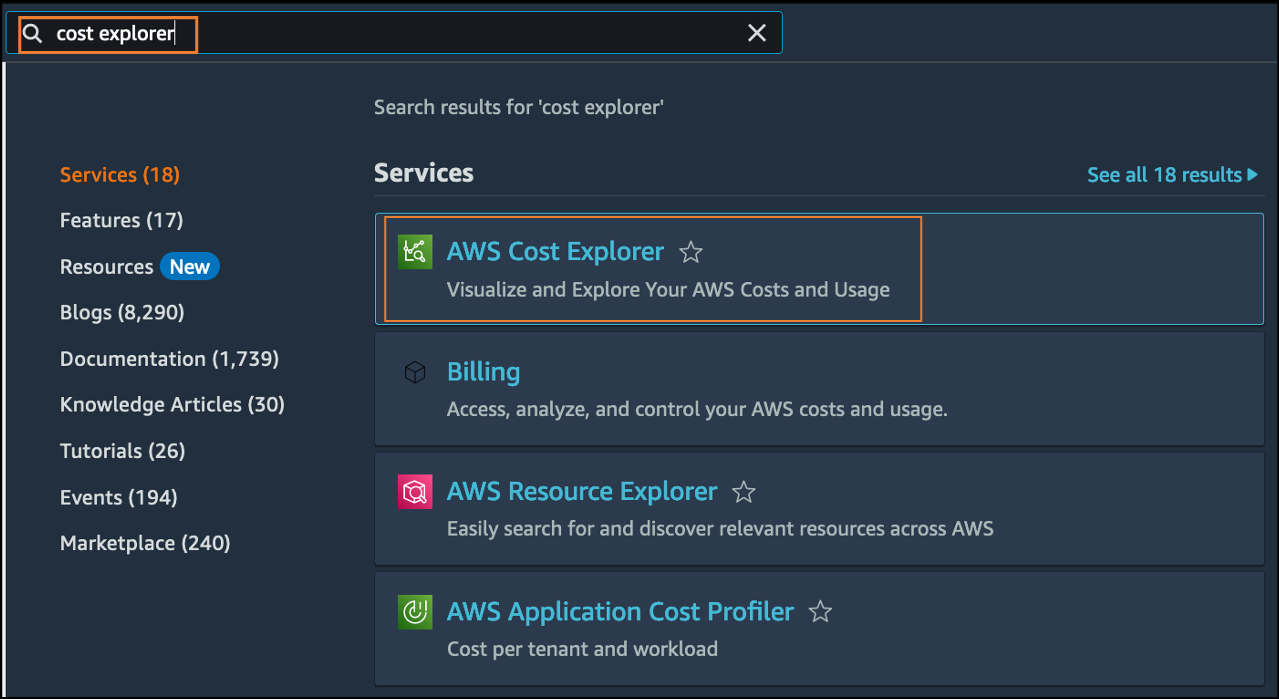 cost explorer
Search results for 'cost explorer'
Services (18)
Features (17)
Resources New
Blogs (8,290)
Documentation (1,739)
Knowledge Articles (30)
Tutorials (26)
Events (194)
Marketplace (240)
Services
See all 18 results
AWS Cost Explorer
Visualize and Explore Your AWS Costs and Usage
Billing
Access, analyze, and control your AWS costs and usage.
AWS Resource Explorer
Easily search for and discover relevant resources across AWS
AWS Application Cost Profiler
Cost per tenant and workload